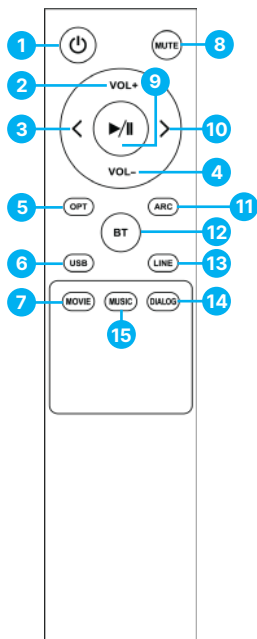 1
MUTE
8
2
VOL+
9
3
10
VOL–
4
5
OPT
ARC
11
BT
12
6
USB
LINE
13
7
MOVIE
MUSIC
DIALOG
14
15